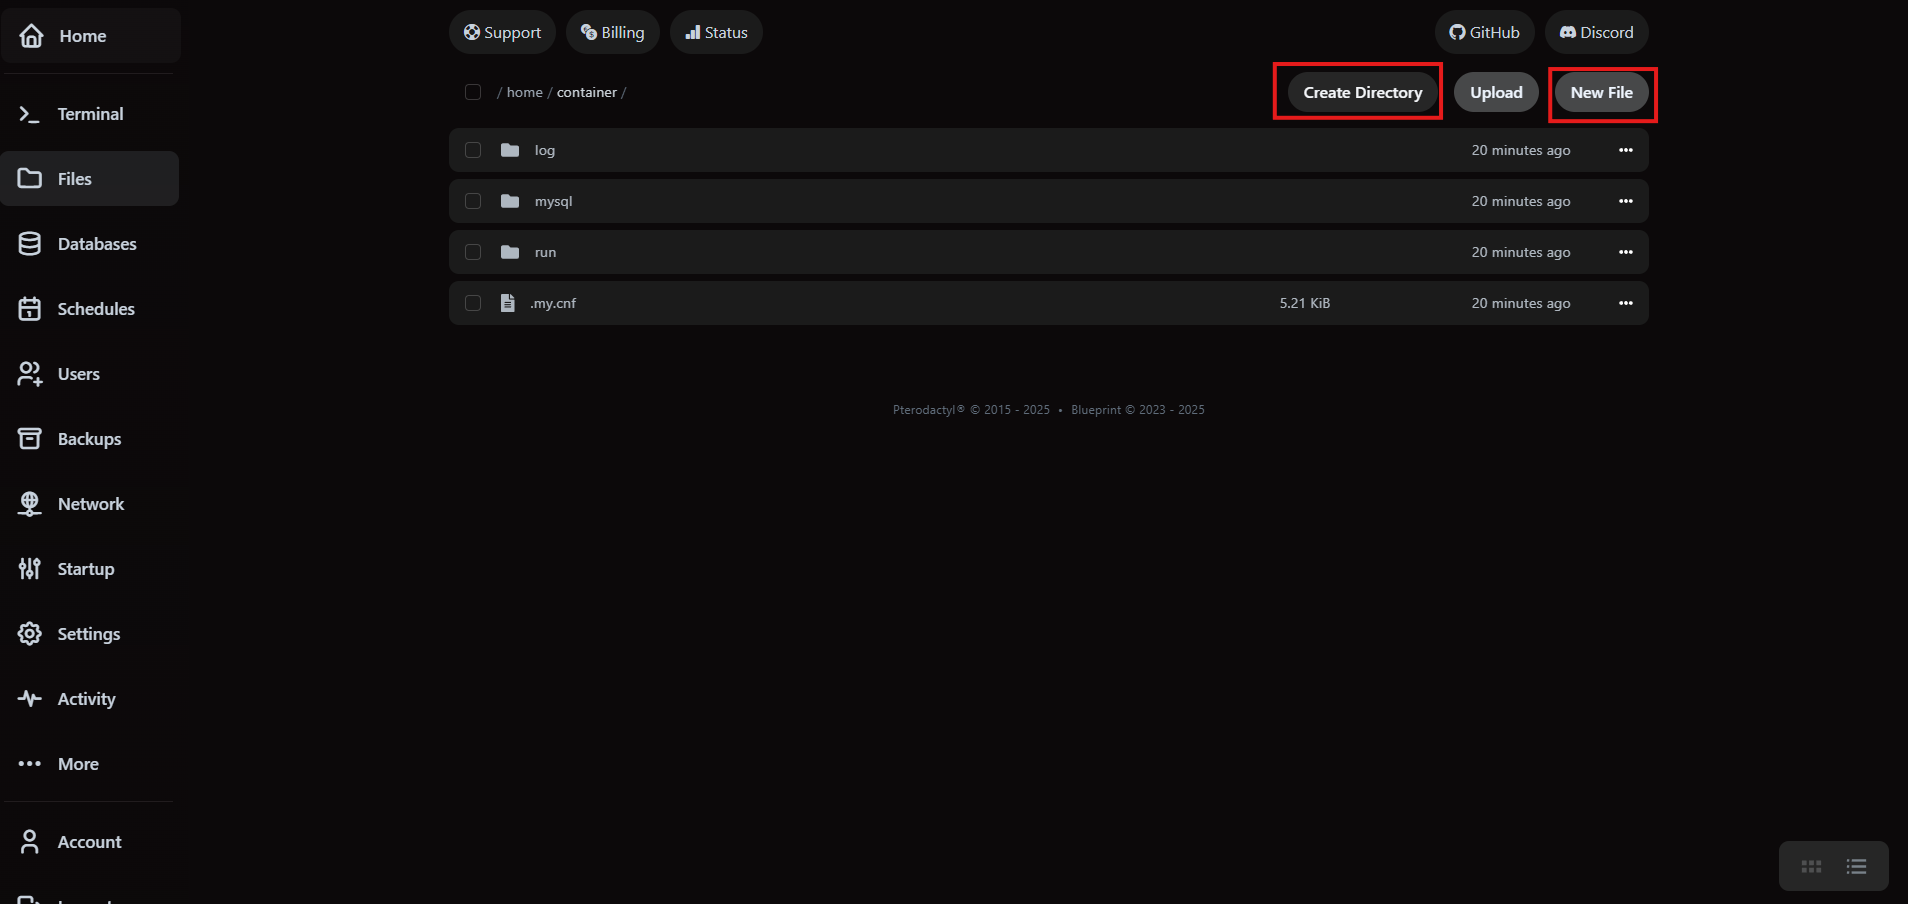 Home
Terminal
Files
Databases
Schedules
Users
Backups
Network
Startup
Settings
Activity
More
Account
Support Billing Status GitHub Discord
/ home / container / Create Directory Upload New File
log 20 minutes ago
mysql 20 minutes ago
run 20 minutes ago
.my.cnf 5.21 KiB 20 minutes ago
Pterodactyl® © 2015 - 2025 • Blueprint © 2023 - 2025